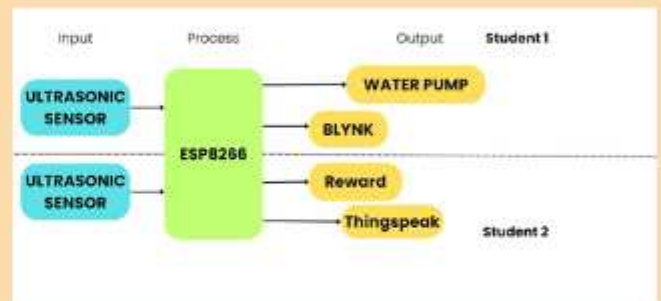 Input Process Output Student 1
ULTRASONIC
SENSOR
WATER PUMP
BLYNK
ESP8266
ULTRASONIC
SENSOR
Reward
Thingspeak
Student 2